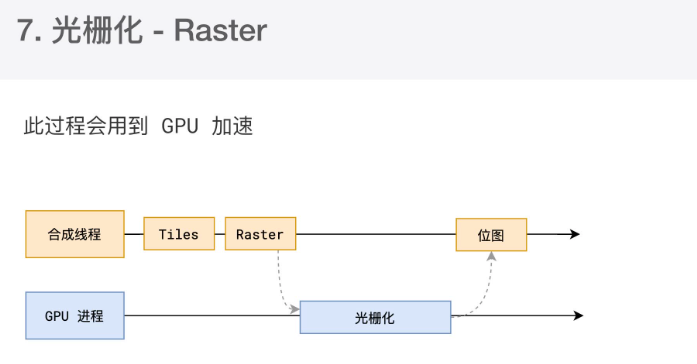 7. 光栅化 - Raster
此过程会用到 GPU 加速
合成线程
Tiles
Raster
位图
GPU 进程
光栅化